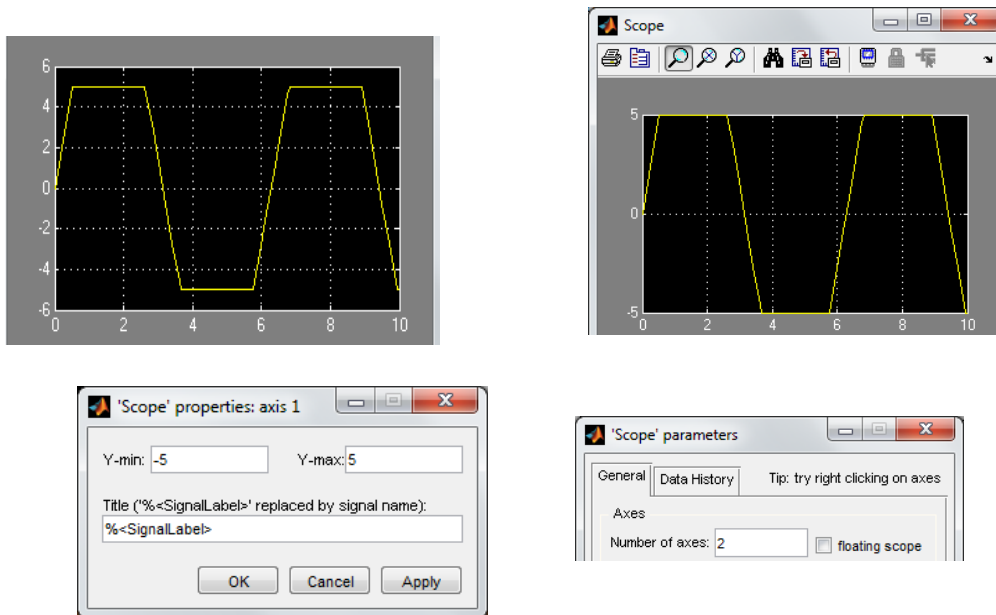 6
4
2
0
-2
-4
-6
0 2 4 6 8 10
Scope
5
0
-5
0 2 4 6 8 10
'Scope' properties: axis 1
Y-min: -5 Y-max: 5
Title ('%<SignalLabel>' replaced by signal name):
%<SignalLabel>
OK Cancel Apply
'Scope' parameters
General Data History Tip: try right clicking on axes
Axes
Number of axes: 2 floating scope